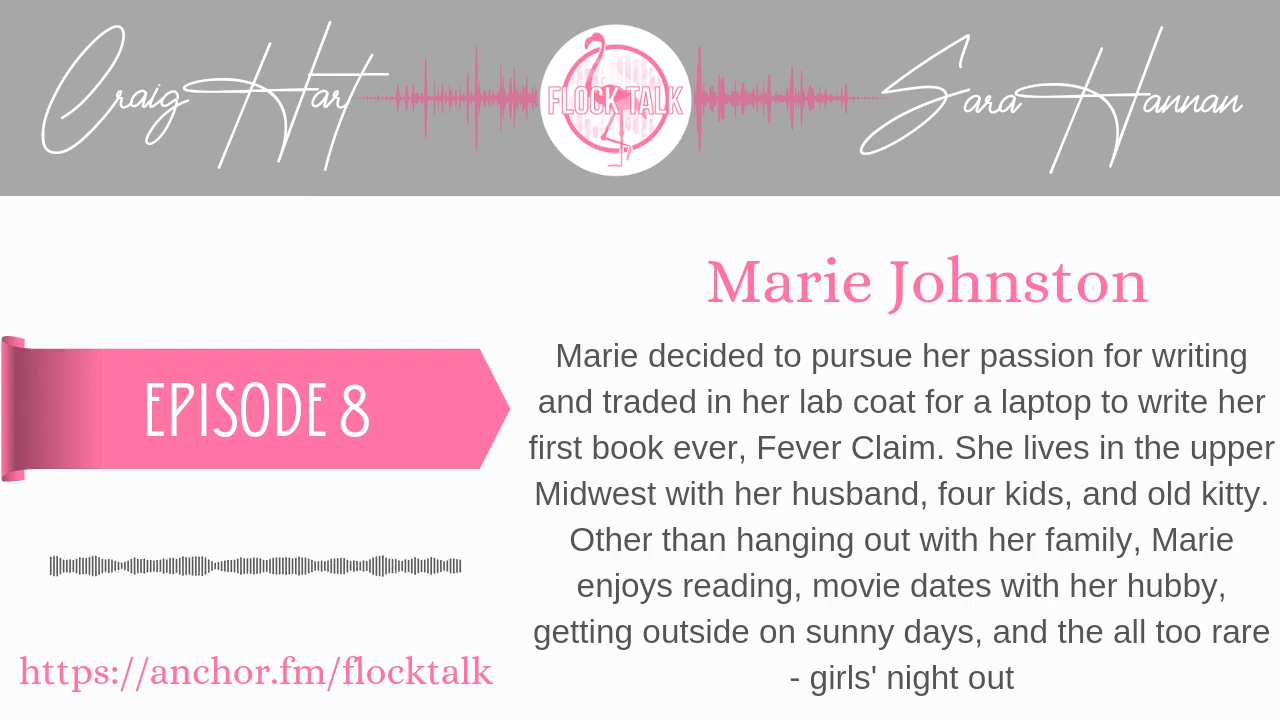 Craig Hart
FLOCK TALK
Sara Hannan
Marie Johnston
EPISODE 8
Marie decided to pursue her passion for writing
and traded in her lab coat for a laptop to write her
first book ever, Fever Claim. She lives in the upper
Midwest with her husband, four kids, and old kitty.
Other than hanging out with her family, Marie
enjoys reading, movie dates with her hubby,
getting outside on sunny days, and the all too rare
- girls' night out
https://anchor.fm/flocktalk